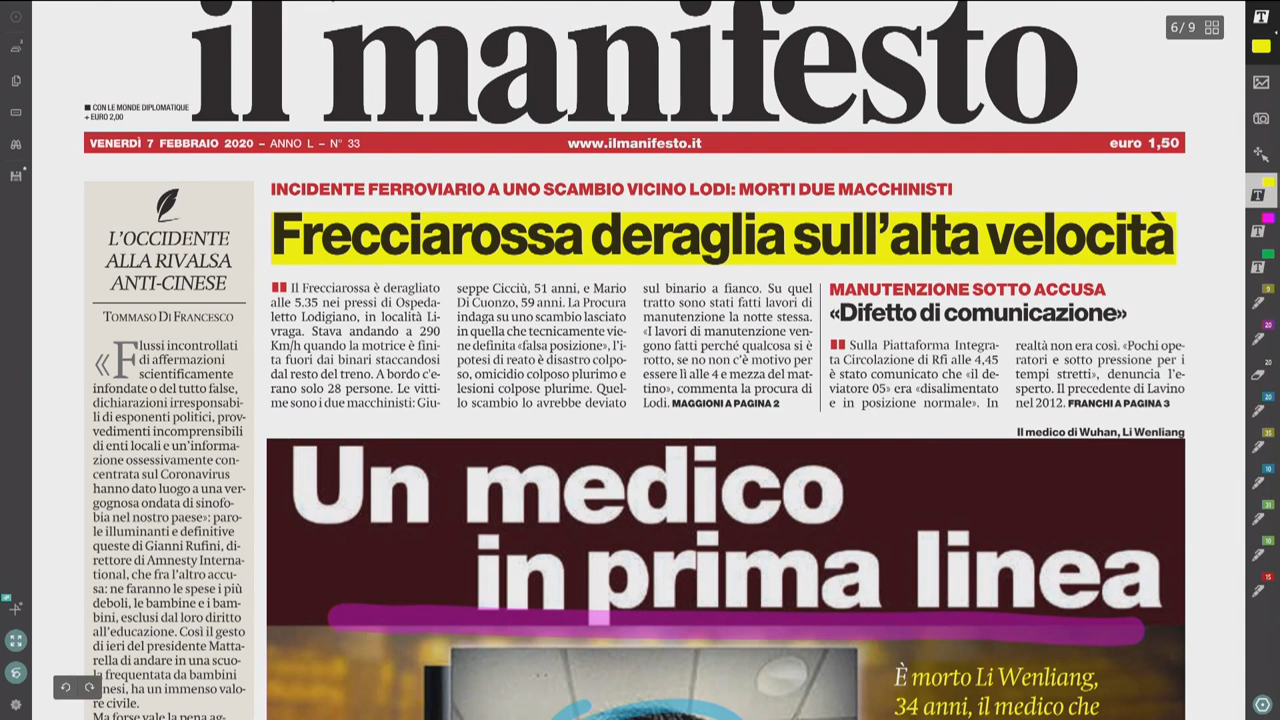 il manifesto
■ CON LE MONDE DIPLOMATIQUE
+ EURO 2,00
VENERDÌ 7 FEBBRAIO 2020 – ANNO L – N° 33
www.ilmanifesto.it
euro 1,50
6/9
L'OCCIDENTE
ALLA RIVALSA
ANTI-CINESE
TOMMASO DI FRANCESCO
«Flussi incontrollati
di affermazioni
scientificamente
infondate o del tutto false,
dichiarazioni irresponsabi-
li di esponenti politici, prov-
vedimenti incomprensibili
di enti locali e un'informa-
zione ossessivamente con-
centrata sul Coronavirus
hanno dato luogo a una ver-
gognosa ondata di sinofo-
bia nel nostro paese»: paro-
le illuminanti e definitive
queste di Gianni Rufini, di-
rettore di Amnesty Interna-
tional, che fra l'altro accu-
sa: ne faranno le spese i più
deboli, le bambine e i bam-
bini, esclusi dal loro diritto
all'educazione. Così il gesto
di ieri del presidente Matta-
rella di andare in una scuo-
la frequentata da bambini
nesi, ha un immenso valo-
re civile.
Ma forse vale la pena ag-
INCIDENTE FERROVIARIO A UNO SCAMBIO VICINO LODI: MORTI DUE MACCHINISTI
Frecciarossa deraglia sull'alta velocità
Il Frecciarossa è deragliato
alle 5.35 nei pressi di Ospeda-
letto Lodigiano, in località Li-
vraga. Stava andando a 290
Km/h quando la motrice è fini-
ta fuori dai binari staccandosi
dal resto del treno. A bordo c'e-
rano solo 28 persone. Le vitti-
me sono i due macchinisti: Giu-
seppe Cicciù, 51 anni, e Mario
Di Cuonzo, 59 anni. La Procura
indaga su uno scambio lasciato
in quella che tecnicamente vie-
ne definita «falsa posizione», l'i-
potesi di reato è disastro colpo-
so, omicidio colposo plurimo e
lesioni colpose plurime. Quel-
lo scambio lo avrebbe deviato
sul binario a fianco. Su quel
tratto sono stati fatti lavori di
manutenzione la notte stessa.
«I lavori di manutenzione ven-
gono fatti perché qualcosa si è
rotto, se no non c'è motivo per
essere lì alle 4 e mezza del mat-
tino», commenta la procura di
Lodi. MAGGIONI A PAGINA 2
MANUTENZIONE SOTTO ACCUSA
«Difetto di comunicazione»
Sulla Piattaforma Integra-
ta Circolazione di Rfi alle 4,45
è stato comunicato che «il de-
viatore 05» era «disalimentato
e in posizione normale». In
realtà non era così. «Pochi ope-
ratori e sotto pressione per i
tempi stretti», denuncia l'e-
sperto. Il precedente di Lavino
nel 2012. FRANCHI A PAGINA 3
Il medico di Wuhan, Li Wenliang
Un medico
in prima linea
È morto Li Wenliang,
34 anni, il medico che